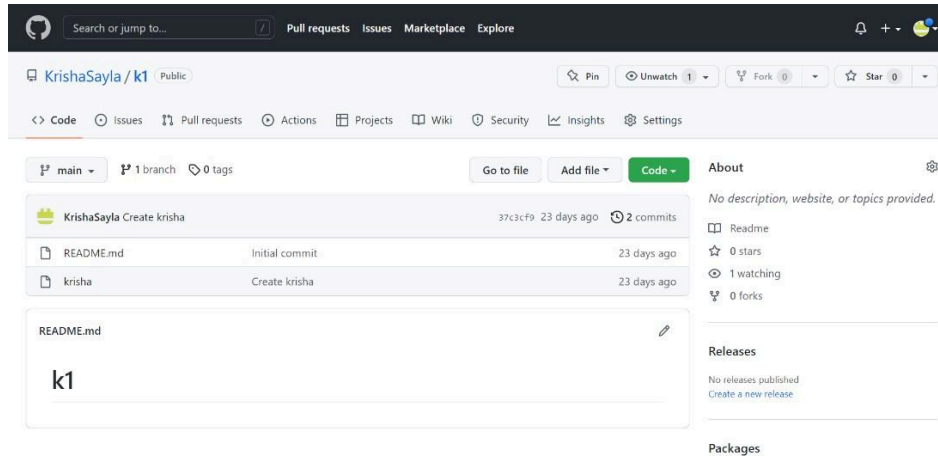 Search or jump to... / Pull requests Issues Marketplace Explore
KrishaSayla / k1 Public
Pin Unwatch 1 Fork 0 Star 0
<> Code Issues Pull requests Actions Projects Wiki Security Insights Settings
main 1 branch 0 tags Go to file Add file Code
KrishaSayla Create krisha 37c3cf9 23 days ago 2 commits
README.md Initial commit 23 days ago
krisha Create krisha 23 days ago
README.md
k1
About
No description, website, or topics provided.
Readme
0 stars
1 watching
0 forks
Releases
No releases published
Create a new release
Packages